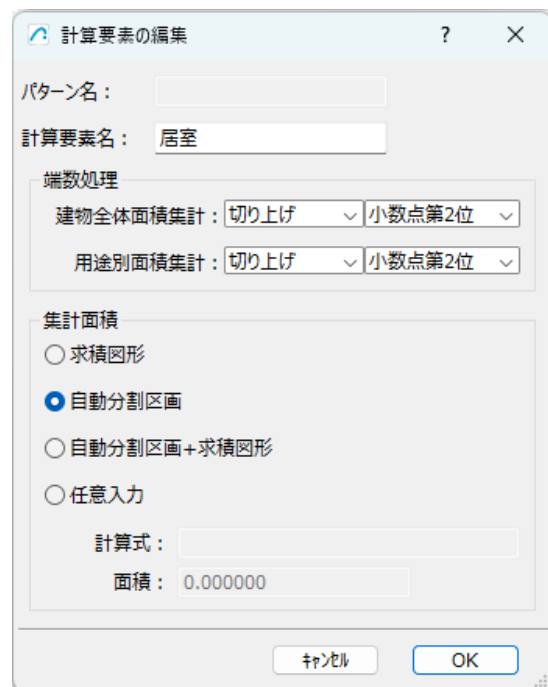 計算要素の編集 ?
パターン名：
計算要素名： 居室
端数処理
建物全体面積集計： 切り上げ 小数点第2位
用途別面積集計： 切り上げ 小数点第2位
集計面積
求積図形
自動分割区画
自動分割区画+求積図形
任意入力
計算式：
面積： 0.000000
ｷｬﾝｾﾙ OK